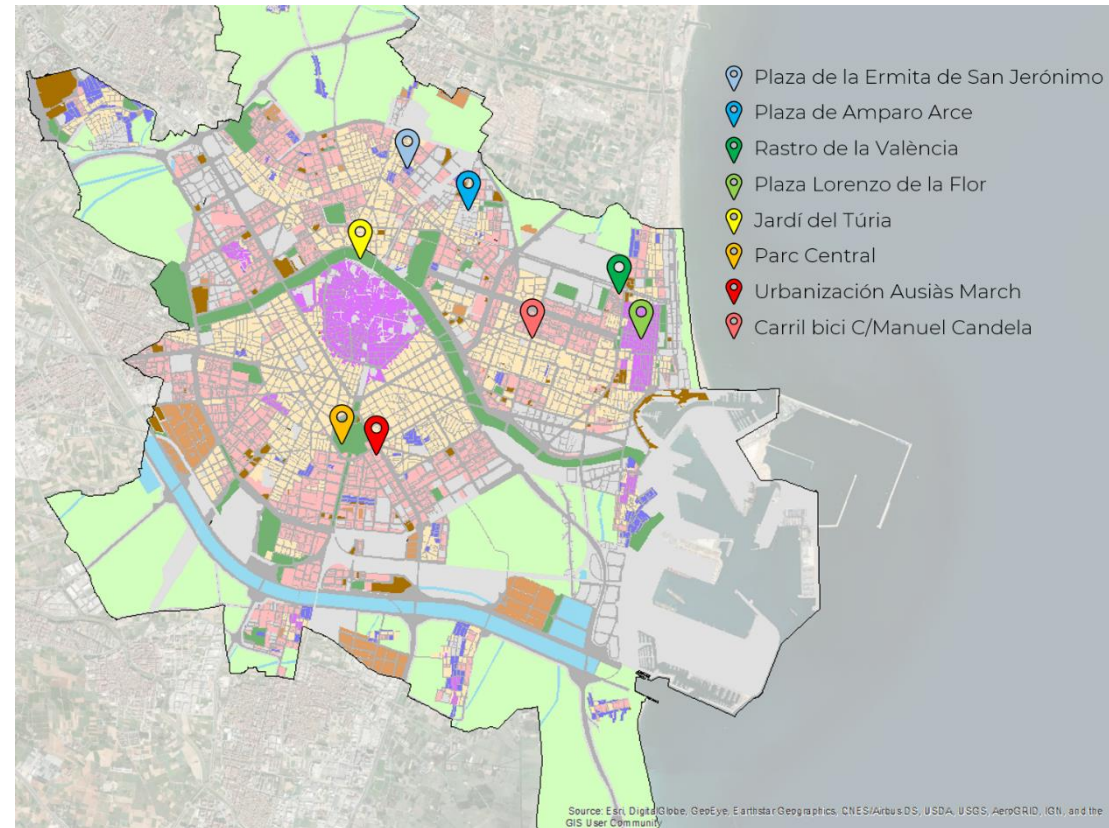 Plaza de la Ermita de San Jerónimo
Plaza de Amparo Arce
Rastro de la València
Plaza Lorenzo de la Flor
Jardí del Túria
Parc Central
Urbanización Ausiàs March
Carril bici C/Manuel Candela
Source: Esri, DigitalGlobe, GeoEye, Earthstar Geographics, CNES/Airbus DS, USDA, USGS, AeroGRID, IGN, and the
GIS User Community